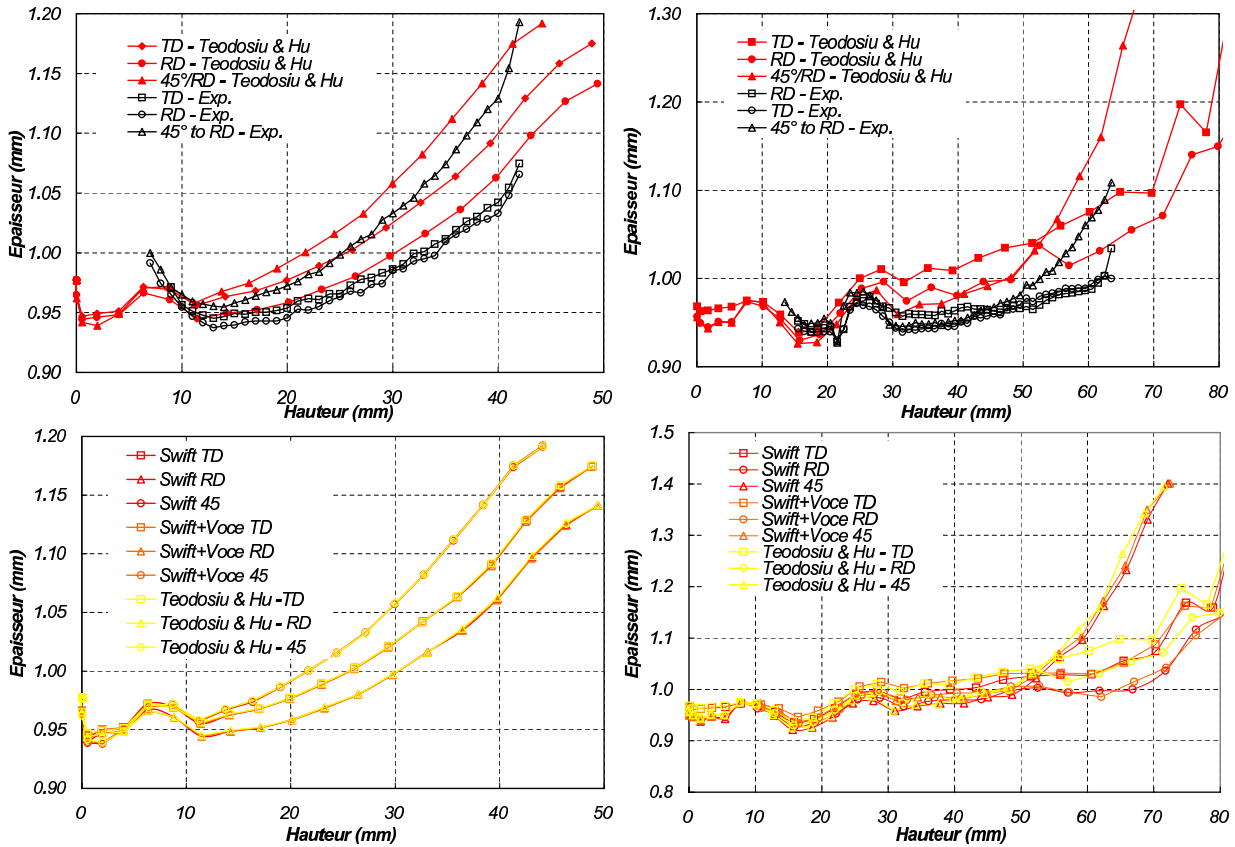 1.20
1.15
1.10
1.05
1.00
0.95
0.90
Epaisseur (mm)
TD - Teodosiu & Hu
RD - Teodosiu & Hu
45°/RD - Teodosiu & Hu
TD - Exp.
RD - Exp.
45° to RD - Exp.
0 10 20 30 40 50
Hauteur (mm)
1.30
1.20
1.10
1.00
0.90
Epaisseur (mm)
TD - Teodosiu & Hu
RD - Teodosiu & Hu
45°/RD - Teodosiu & Hu
RD - Exp.
TD - Exp.
45° to RD - Exp.
0 10 20 30 40 50 60 70 80
Hauteur (mm)
1.20
1.15
1.10
1.05
1.00
0.95
0.90
Epaisseur (mm)
Swift TD
Swift RD
Swift 45
Swift+Voce TD
Swift+Voce RD
Swift+Voce 45
Teodosiu & Hu -TD
Teodosiu & Hu - RD
Teodosiu & Hu - 45
0 10 20 30 40 50
Hauteur (mm)
1.5
1.4
1.3
1.2
1.1
1.0
0.9
0.8
Epaisseur (mm)
Swift TD
Swift RD
Swift 45
Swift+Voce TD
Swift+Voce RD
Swift+Voce 45
Teodosiu & Hu - TD
Teodosiu & Hu - RD
Teodosiu & Hu - 45
0 10 20 30 40 50 60 70 80
Hauteur (mm)